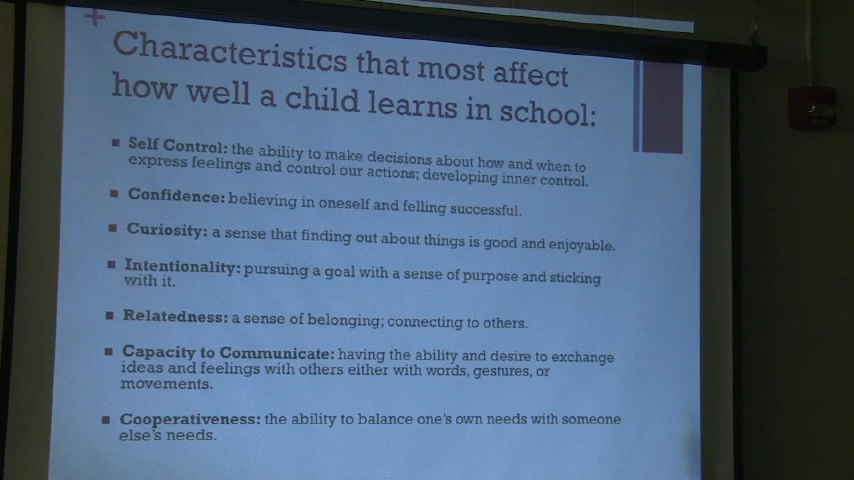 +
Characteristics that most affect
how well a child learns in school:
■ Self Control: the ability to make decisions about how and when to
express feelings and control our actions; developing inner control.
■ Confidence: believing in oneself and felling successful.
■ Curiosity: a sense that finding out about things is good and enjoyable.
■ Intentionality: pursuing a goal with a sense of purpose and sticking
with it.
■ Relatedness: a sense of belonging; connecting to others.
■ Capacity to Communicate: having the ability and desire to exchange
ideas and feelings with others either with words, gestures, or
movements.
■ Cooperativeness: the ability to balance one's own needs with someone
else's needs.